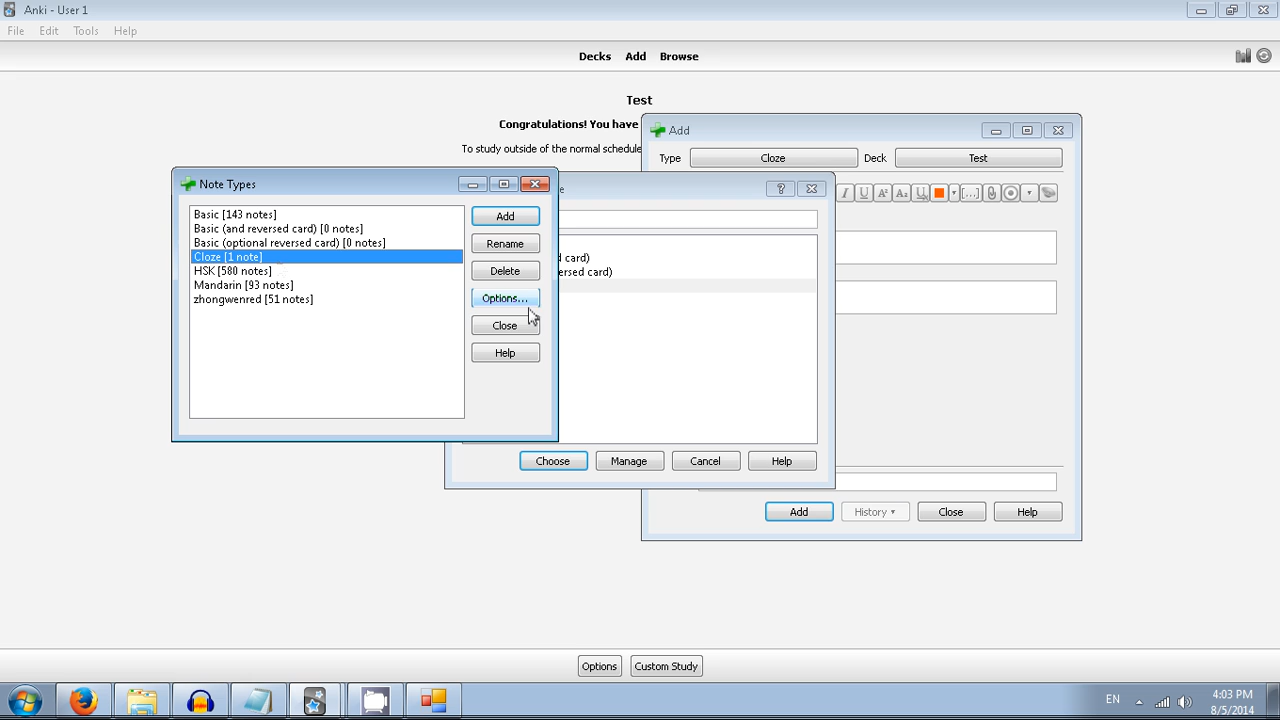 Anki - User 1
File Edit Tools Help
Decks Add Browse
Test
Congratulations! You have
To study outside of the normal schedule
Add
Type Cloze Deck Test
Note Types
Basic [143 notes]
Basic (and reversed card) [0 notes]
Basic (optional reversed card) [0 notes]
Cloze [1 note]
HSK [580 notes]
Mandarin [93 notes]
zhongwenred [51 notes]
Add
Rename
Delete
Options...
Close
Help
d card)
ersed card)
Choose Manage Cancel Help
Add History Close Help
Options Custom Study
EN
4:03 PM
8/5/2014